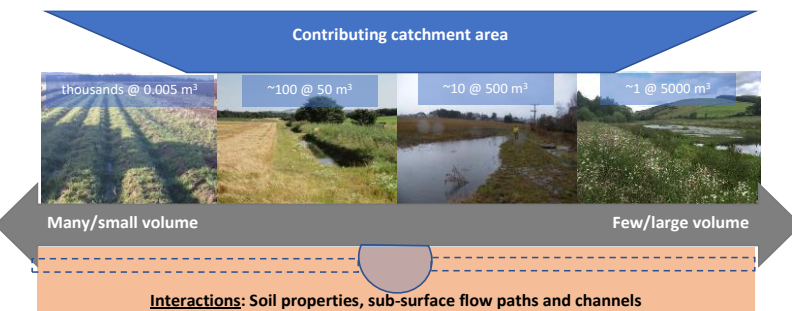 Contributing catchment area
thousands @ 0.005 m³
~100 @ 50 m³
~10 @ 500 m³
~1 @ 5000 m³
Many/small volume
Few/large volume
Interactions: Soil properties, sub-surface flow paths and channels